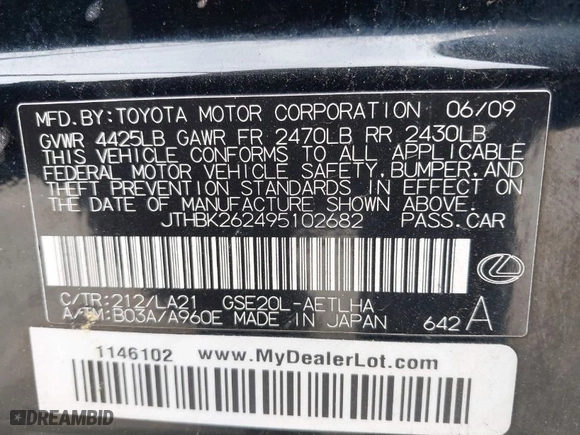 MFD.BY:TOYOTA MOTOR CORPORATION 06/09
GVWR 4425LB GAWR FR 2470LB RR 2430LB
THIS VEHICLE CONFORMS TO ALL APPLICABLE
FEDERAL MOTOR VEHICLE SAFETY,BUMPER,AND
THEFT PREVENTION STANDARDS IN EFFECT ON
THE DATE OF MANUFACTURE SHOWN ABOVE.
JTHBK262495102682 PASS.CAR
C/TR:212/LA21 GSE20L-AETLHA
A/TM:B03A/A960E MADE IN JAPAN 642 A
1146102 www.MyDealerLot.com
DREAMBID